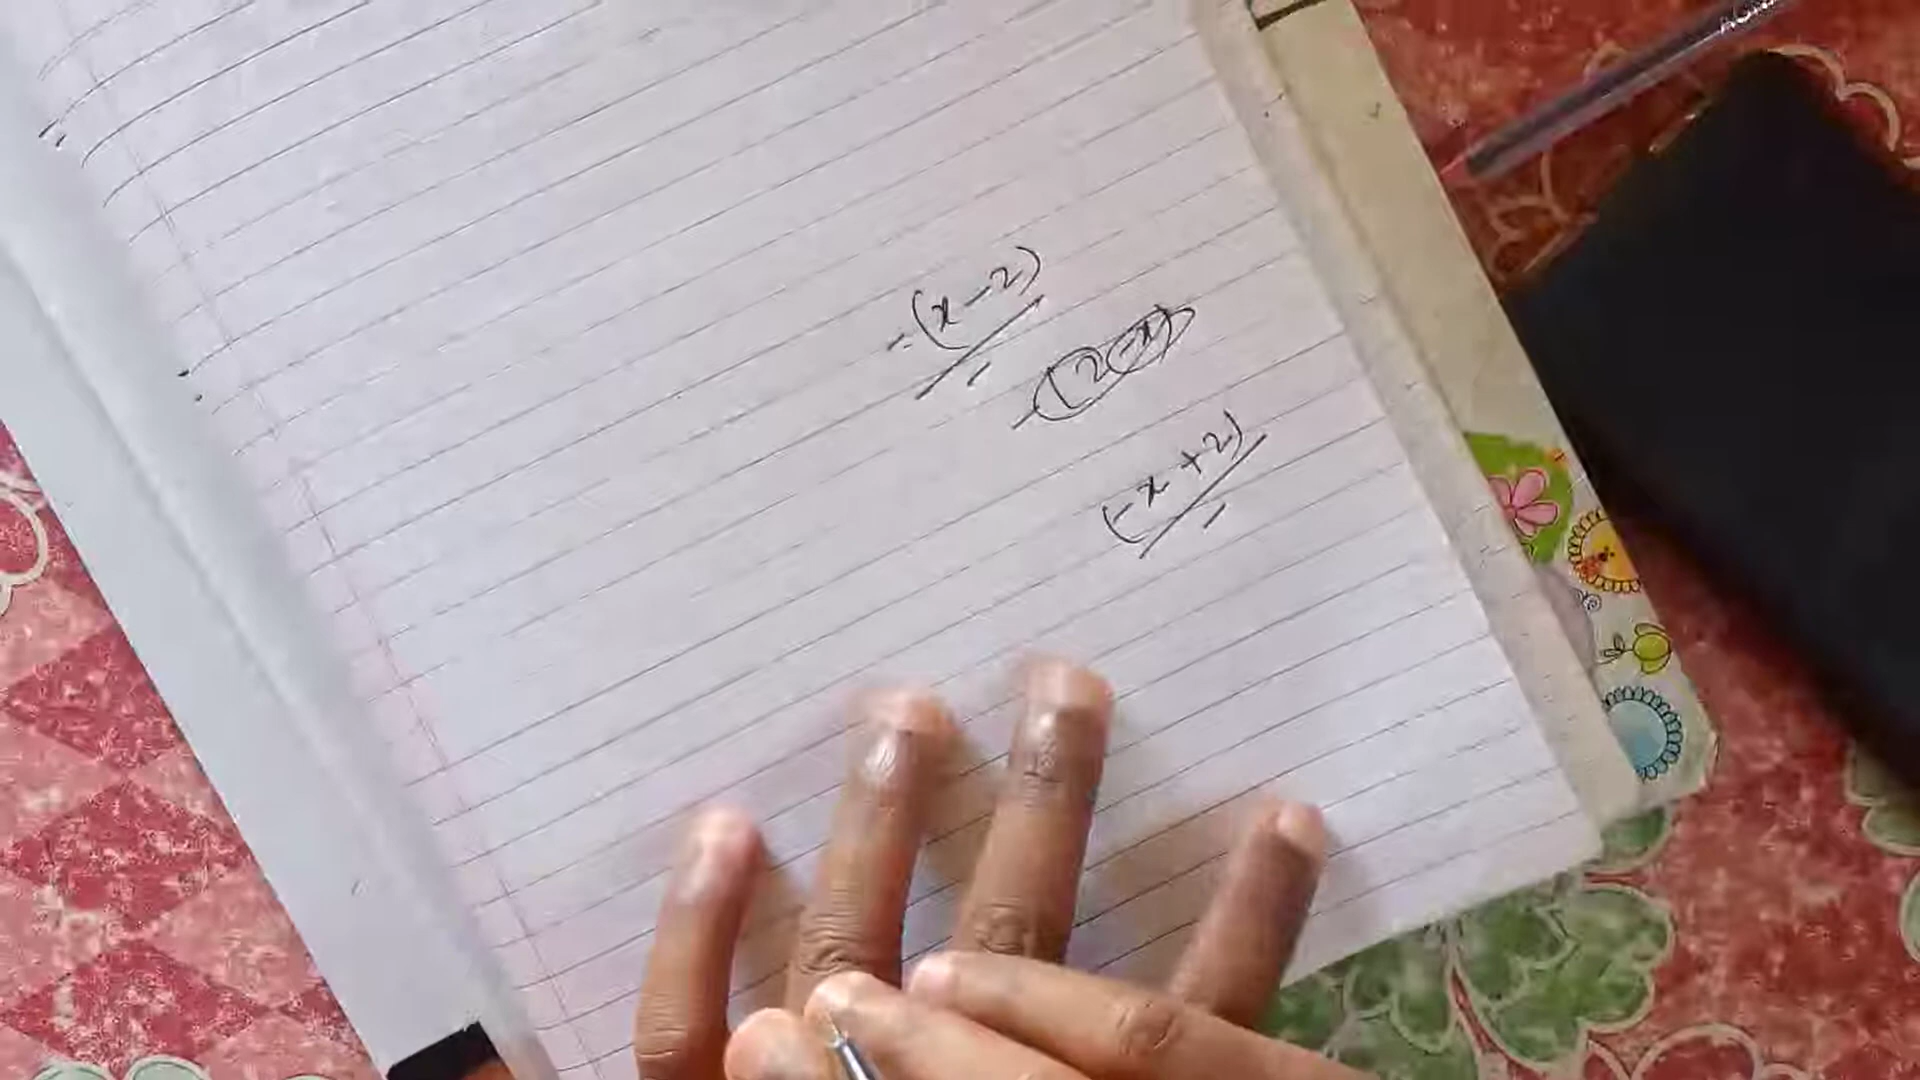 -(x-2)
-
(2-x)
(-x+2)
-